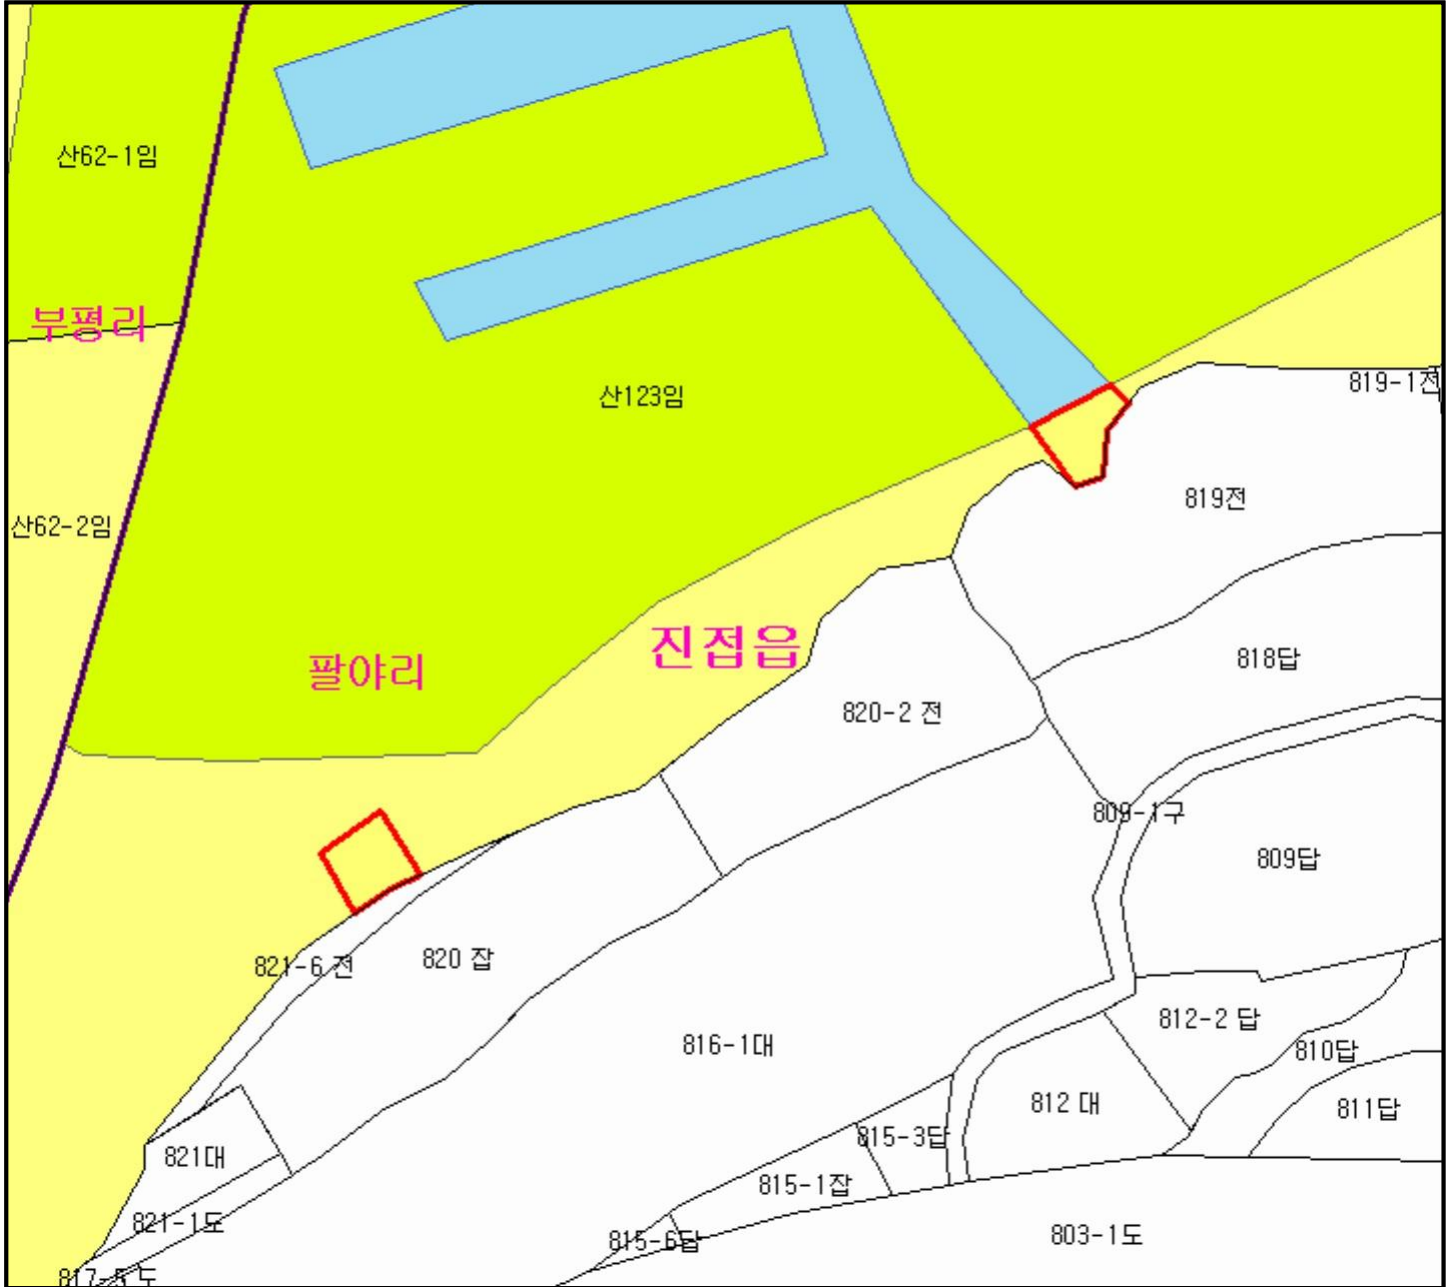 산62-1임
부평리
산123임
819-1전
819전
산62-2임
진접읍
818답
팔야리
820-2 전
809-1구
809답
820 잡
821-6 전
812-2 답
816-1대
810답
812 대
811답
815-3답
821대
815-1잡
821-1도
803-1도
815-6답
817-5 도